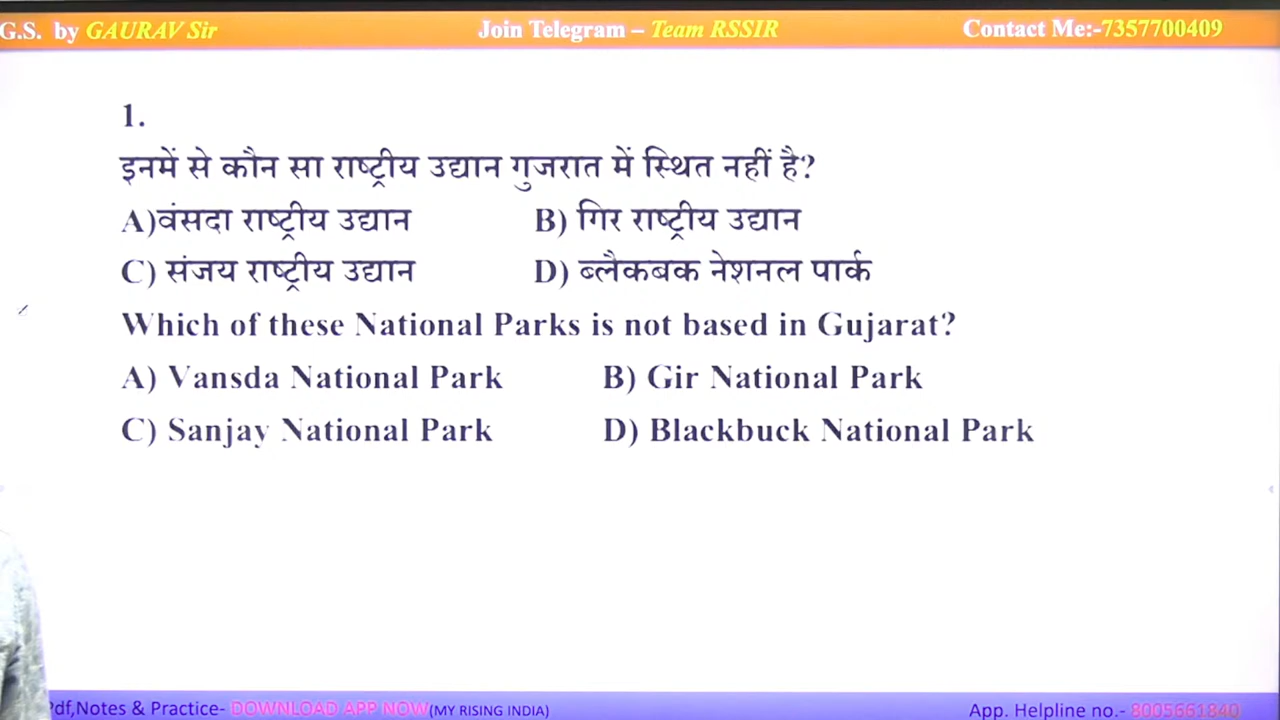 G.S. by GAURAV Sir Join Telegram – Team RSSIR Contact Me:-7357700409
1.
इनमें से कौन सा राष्ट्रीय उद्यान गुजरात में स्थित नहीं है?
A)वंसदा राष्ट्रीय उद्यान B) गिर राष्ट्रीय उद्यान
C) संजय राष्ट्रीय उद्यान D) ब्लैकबक नेशनल पार्क
Which of these National Parks is not based in Gujarat?
A) Vansda National Park B) Gir National Park
C) Sanjay National Park D) Blackbuck National Park
Pdf,Notes & Practice- DOWNLOAD APP NOW(MY RISING INDIA) App. Helpline no.- 8005661840